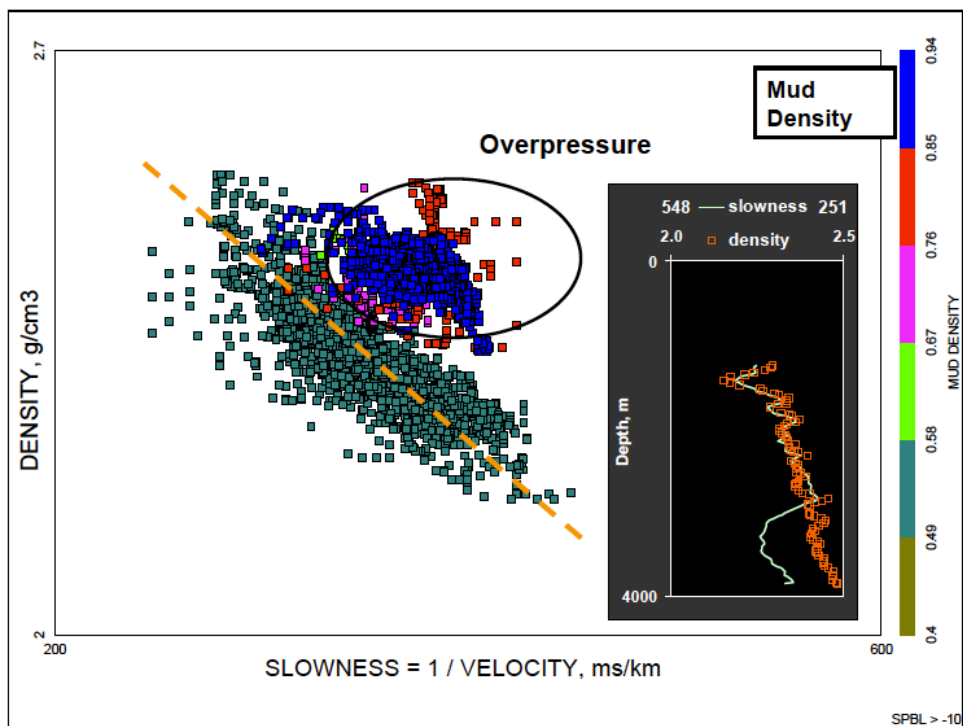 2.7
Mud
Density
0.94
Overpressure
0.85
548 slowness 251
2.0 density 2.5
0.76
0
DENSITY, g/cm3
0.67
MUD DENSITY
Depth, m
0.58
0.49
4000
2
0.4
200
SLOWNESS = 1 / VELOCITY, ms/km
600
SPBL > -10